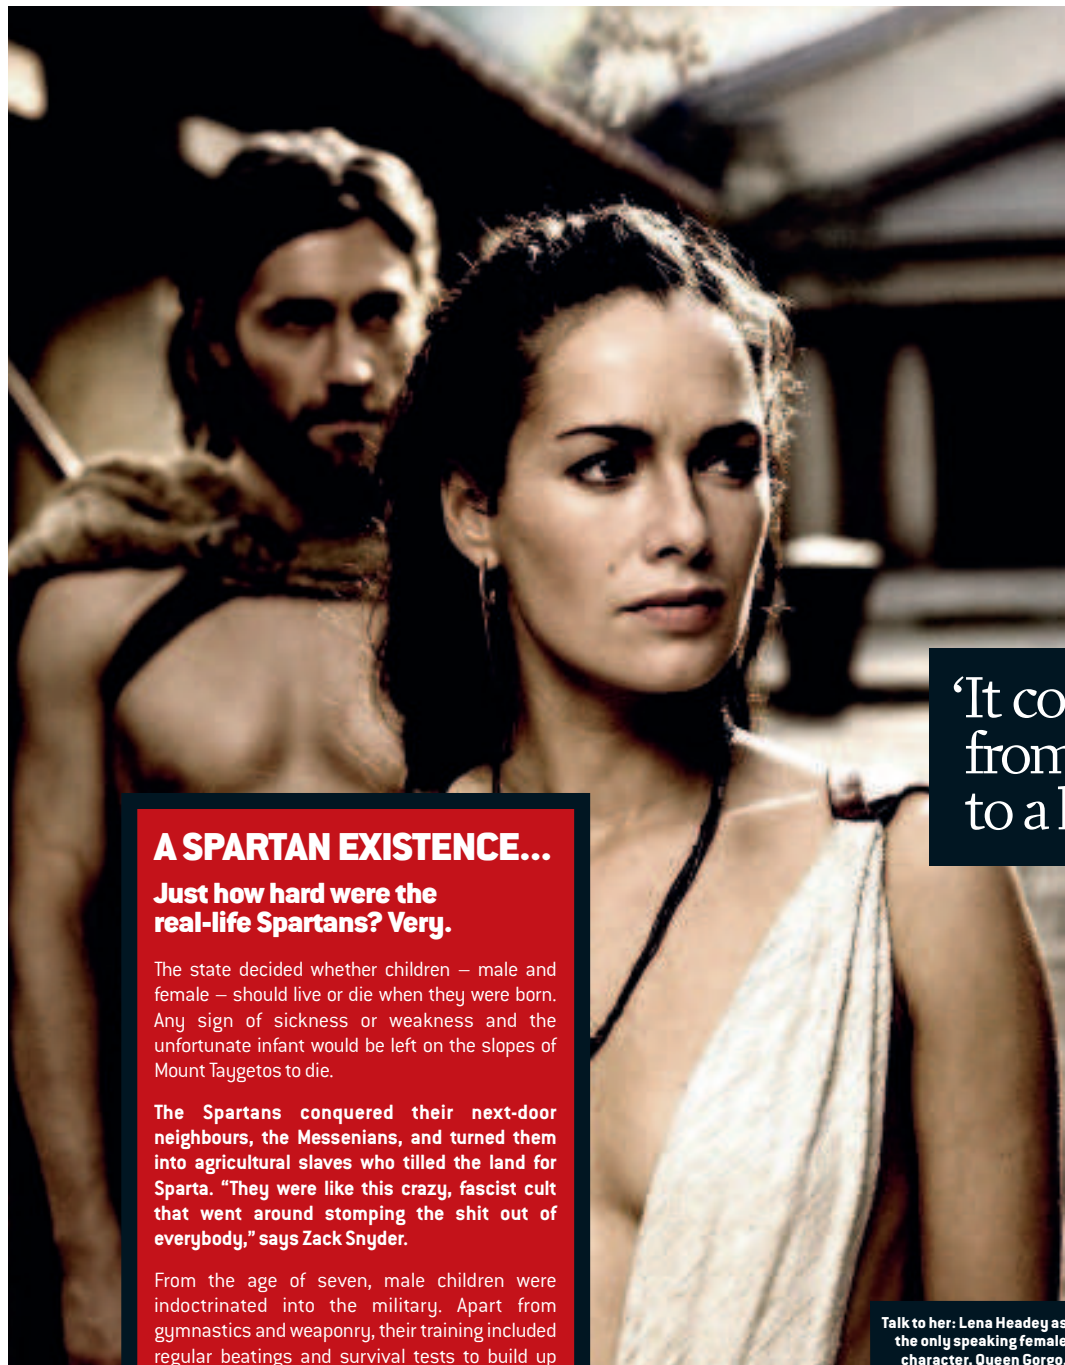 ‘It co
from
to a
A SPARTAN EXISTENCE...
Just how hard were the
real-life Spartans? Very.
The state decided whether children – male and
female – should live or die when they were born.
Any sign of sickness or weakness and the
unfortunate infant would be left on the slopes of
Mount Taygetos to die.
The Spartans conquered their next-door
neighbours, the Messenians, and turned them
into agricultural slaves who tilled the land for
Sparta. “They were like this crazy, fascist cult
that went around stomping the shit out of
everybody,” says Zack Snyder.
From the age of seven, male children were
indoctrinated into the military. Apart from
gymnastics and weaponry, their training included
regular beatings and survival tests to build up
Talk to her: Lena Headey as
the only speaking female
character, Queen Gorgo